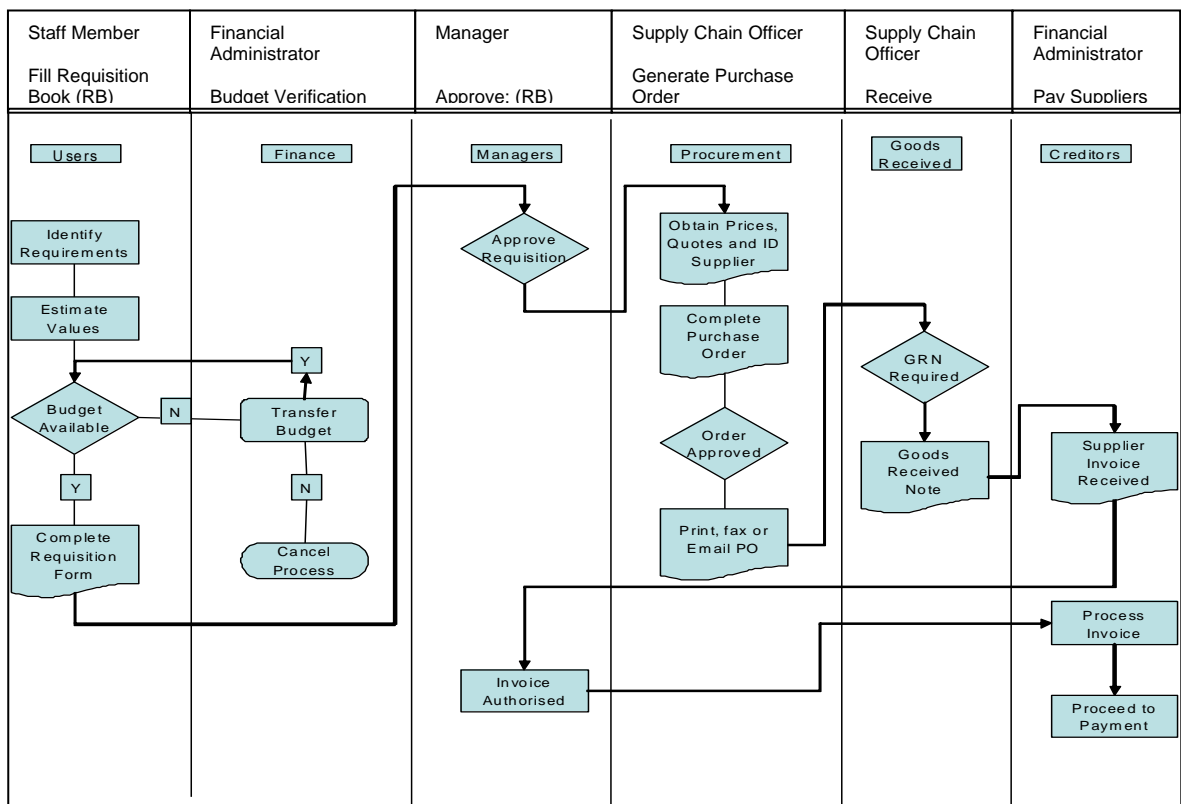 Staff Member
Fill Requisition
Book (RB)
Financial
Administrator
Budget Verification
Manager
Approve: (RB)
Supply Chain Officer
Generate Purchase
Order
Supply Chain
Officer
Receive
Financial
Administrator
Pay Suppliers
Users
Finance
Managers
Procurement
Goods
Received
Creditors
Identify
Requirements
Estimate
Values
Budget
Available
N
Y
Complete
Requisition
Form
Y
Transfer
Budget
N
Cancel
Process
Approve
Requisition
Invoice
Authorised
Obtain Prices,
Quotes and ID
Supplier
Complete
Purchase
Order
Order
Approved
Print, fax or
Email PO
GRN
Required
Goods
Received
Note
Supplier
Invoice
Received
Process
Invoice
Proceed to
Payment